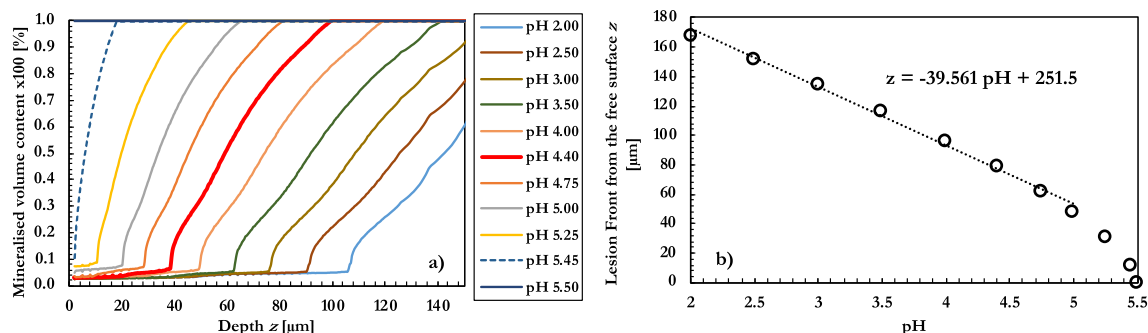 Mineralised volume content x100 [%]
1.0
0.9
0.8
0.7
0.6
0.5
0.4
0.3
0.2
0.1
0.0
0
20
40
60
80
100
120
140
Depth z [µm]
a)
pH 2.00
pH 2.50
pH 3.00
pH 3.50
pH 4.00
pH 4.40
pH 4.75
pH 5.00
pH 5.25
pH 5.45
pH 5.50
Lesion Front from the free surface z
[µm]
180
160
140
120
100
80
60
40
20
0
z = -39.561 pH + 251.5
b)
2
2.5
3
3.5
4
4.5
5
5.5
pH